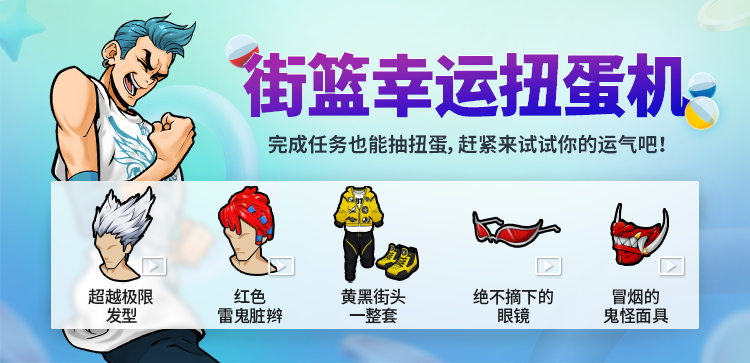 街篮幸运扭蛋机
完成任务也能抽扭蛋,赶紧来试试你的运气吧!
超越极限
发型
红色
雷鬼脏辫
黄黑街头
一整套
绝不摘下的
眼镜
冒烟的
鬼怪面具